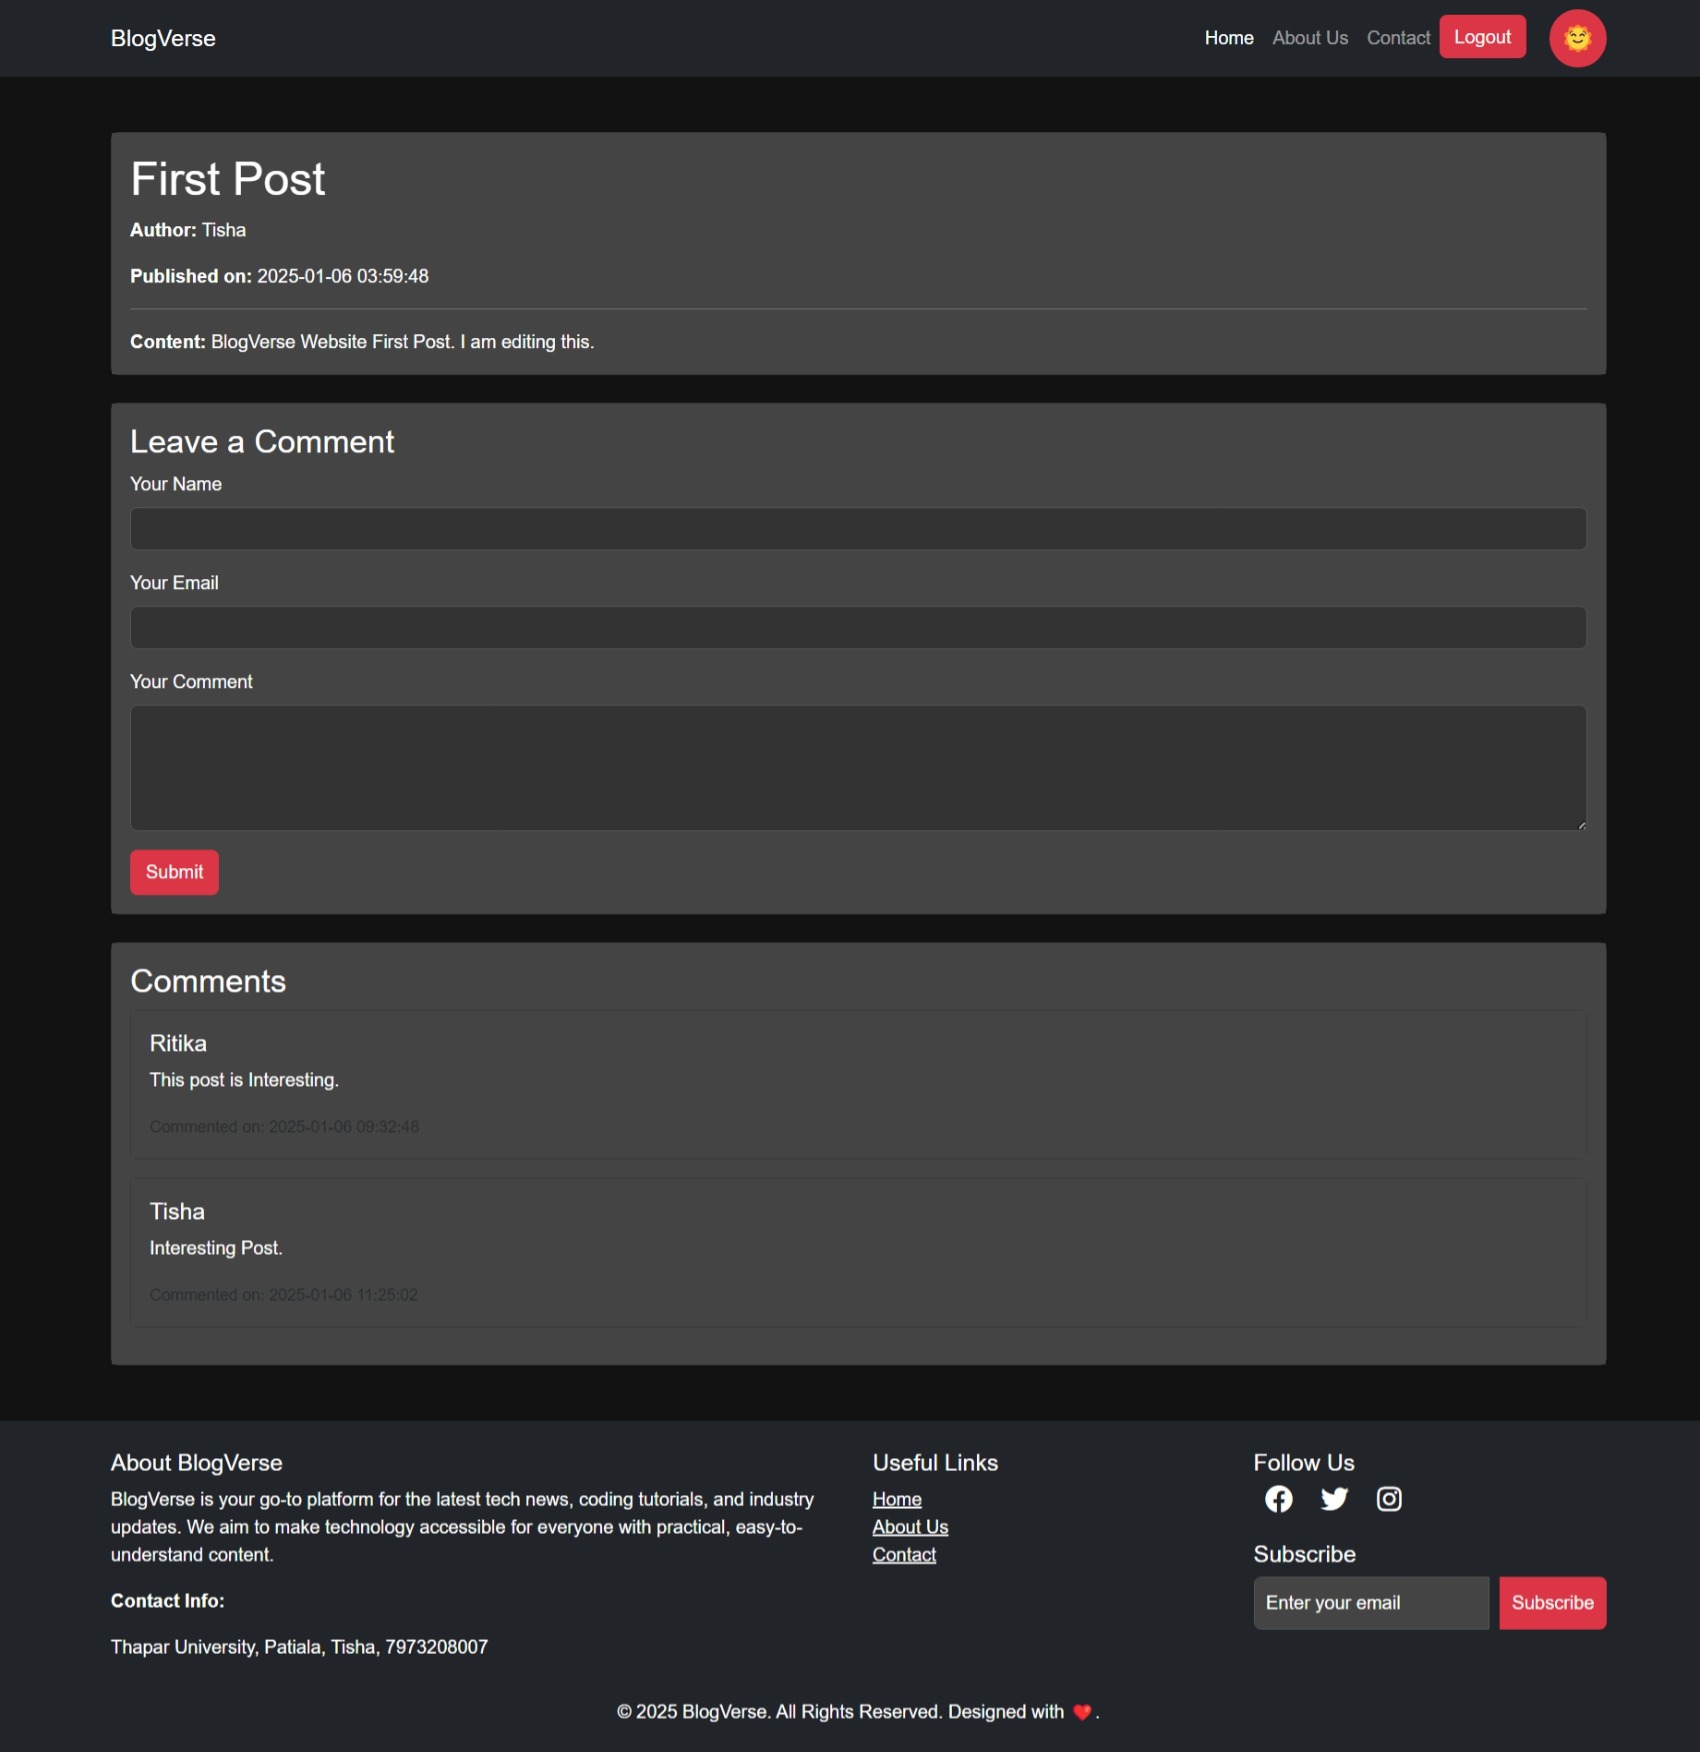 BlogVerse
Home About Us Contact Logout
First Post
Author: Tisha
Published on: 2025-01-06 03:59:48
Content: BlogVerse Website First Post. I am editing this.
Leave a Comment
Your Name
Your Email
Your Comment
Submit
Comments
Ritika
This post is Interesting.
Commented on: 2025-01-06 09:32:48
Tisha
Interesting Post.
Commented on: 2025-01-06 11:25:02
About BlogVerse
BlogVerse is your go-to platform for the latest tech news, coding tutorials, and industry
updates. We aim to make technology accessible for everyone with practical, easy-to-
understand content.
Contact Info:
Thapar University, Patiala, Tisha, 7973208007
Useful Links
Home
About Us
Contact
Follow Us
Subscribe
Enter your email Subscribe
© 2025 BlogVerse. All Rights Reserved. Designed with ❤️.